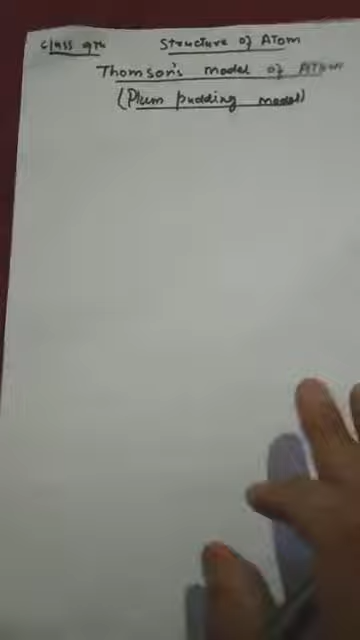 Class 9th
Structure of Atom
Thomson's model of Atom
(Plum pudding model)